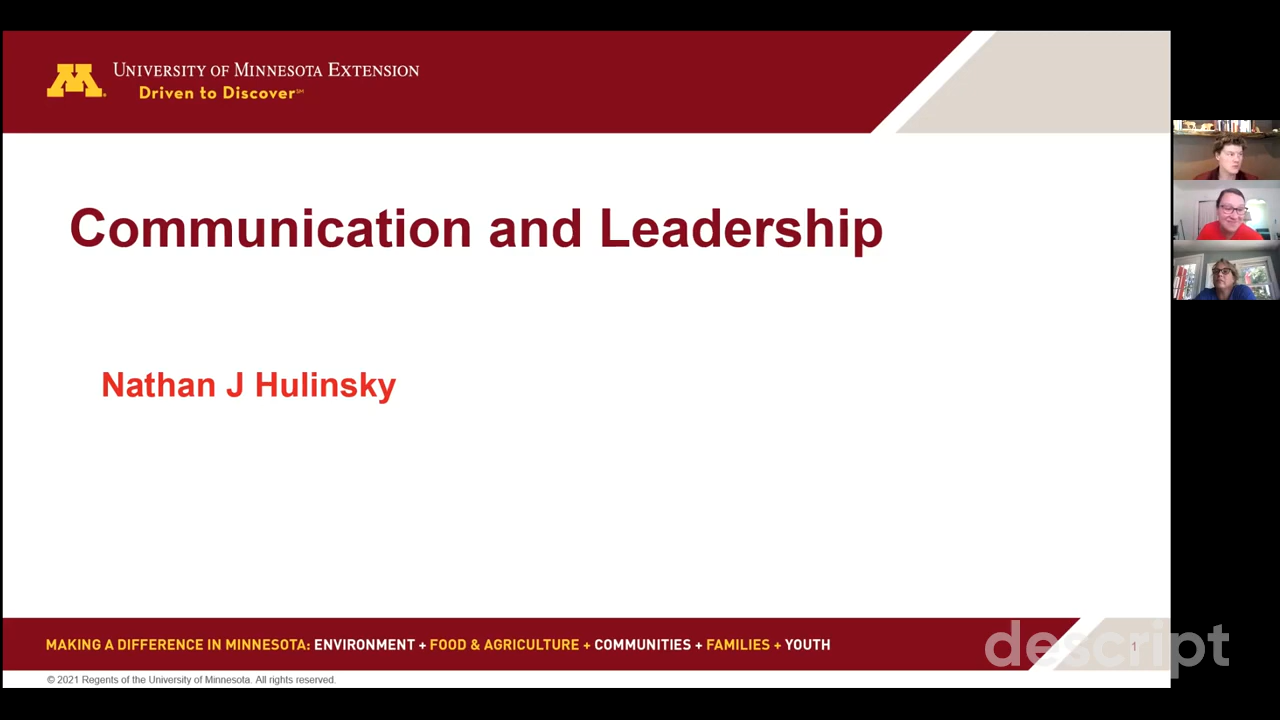 UNIVERSITY OF MINNESOTA EXTENSION
Driven to Discover℠
Communication and Leadership
Nathan J Hulinsky
MAKING A DIFFERENCE IN MINNESOTA: ENVIRONMENT + FOOD & AGRICULTURE + COMMUNITIES + FAMILIES + YOUTH
1
descript
© 2021 Regents of the University of Minnesota. All rights reserved.